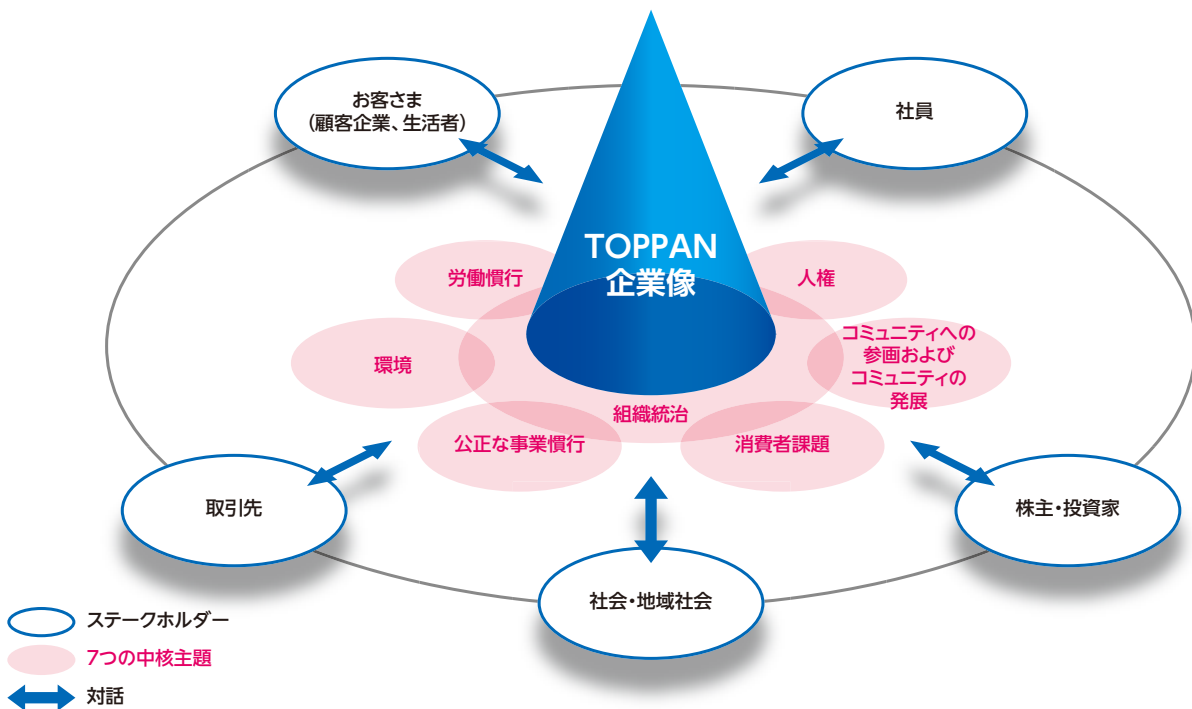 お客さま
(顧客企業、生活者)
社員
TOPPAN
企業像
労働慣行
人権
環境
コミュニティへの
参画および
コミュニティの
発展
組織統治
公正な事業慣行
消費者課題
取引先
株主・投資家
社会・地域社会
ステークホルダー
7つの中核主題
対話